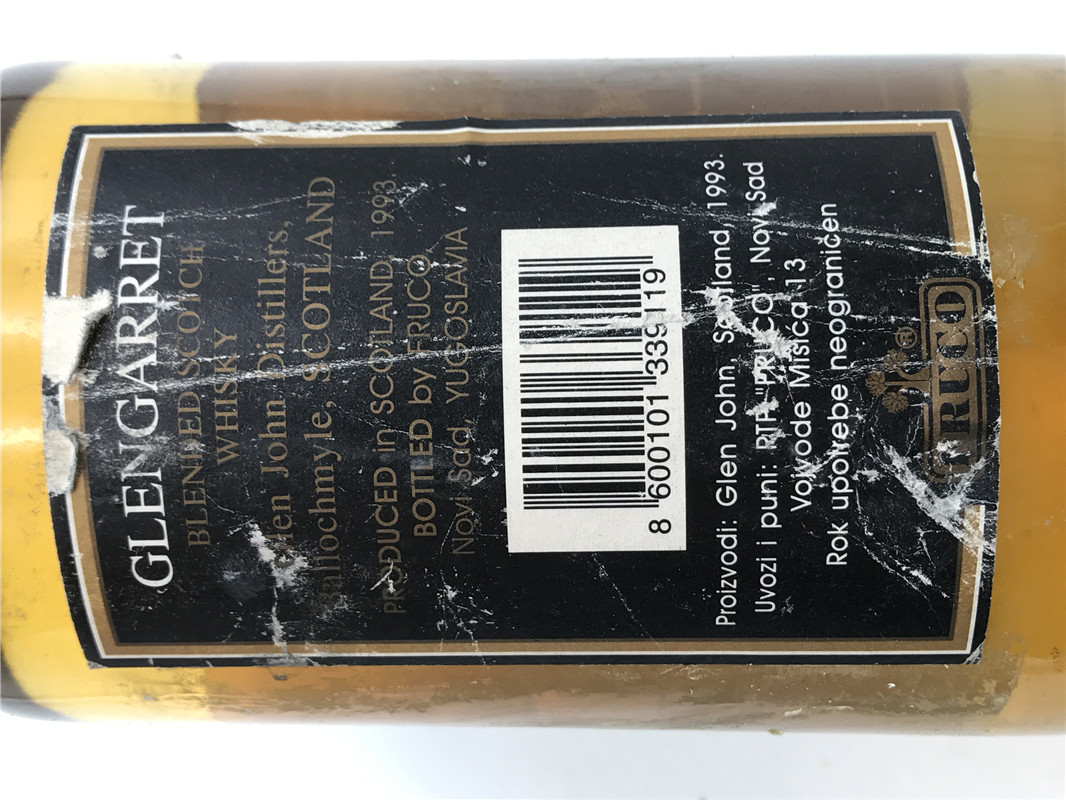 GLENGARRET
BLENDED SCOTCH
WHISKY
Glen John Distillers,
SCOTLAND
PRODUCED in SCOTLAND, 1993
BOTTLED by FRUCO
Novi Sad, YUGOSLAVIA
8 600101 339119
Proizvodi: Glen John, Scotland, 1993.
Uvozi i puni: "FRUCO", Novi Sad
Vojvode Mišića 13
Rok upotrebe neograničen
®
FRUCO